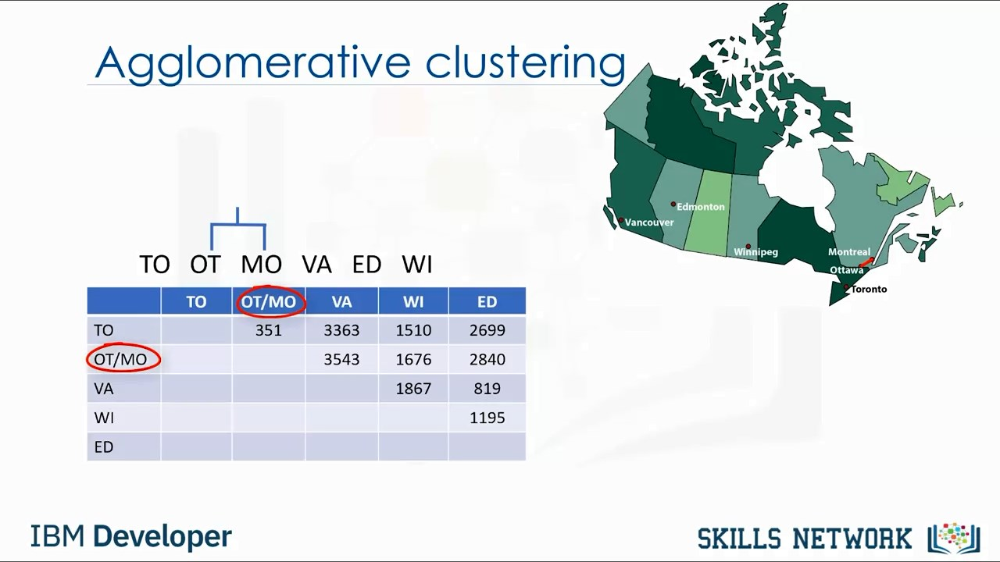 Agglomerative clustering
Edmonton
Vancouver
Winnipeg
Montreal
Ottawa
Toronto
TO OT MO VA ED WI
TO OT/MO VA WI ED
TO 351 3363 1510 2699
OT/MO 3543 1676 2840
VA 1867 819
WI 1195
ED
IBM Developer
SKILLS NETWORK